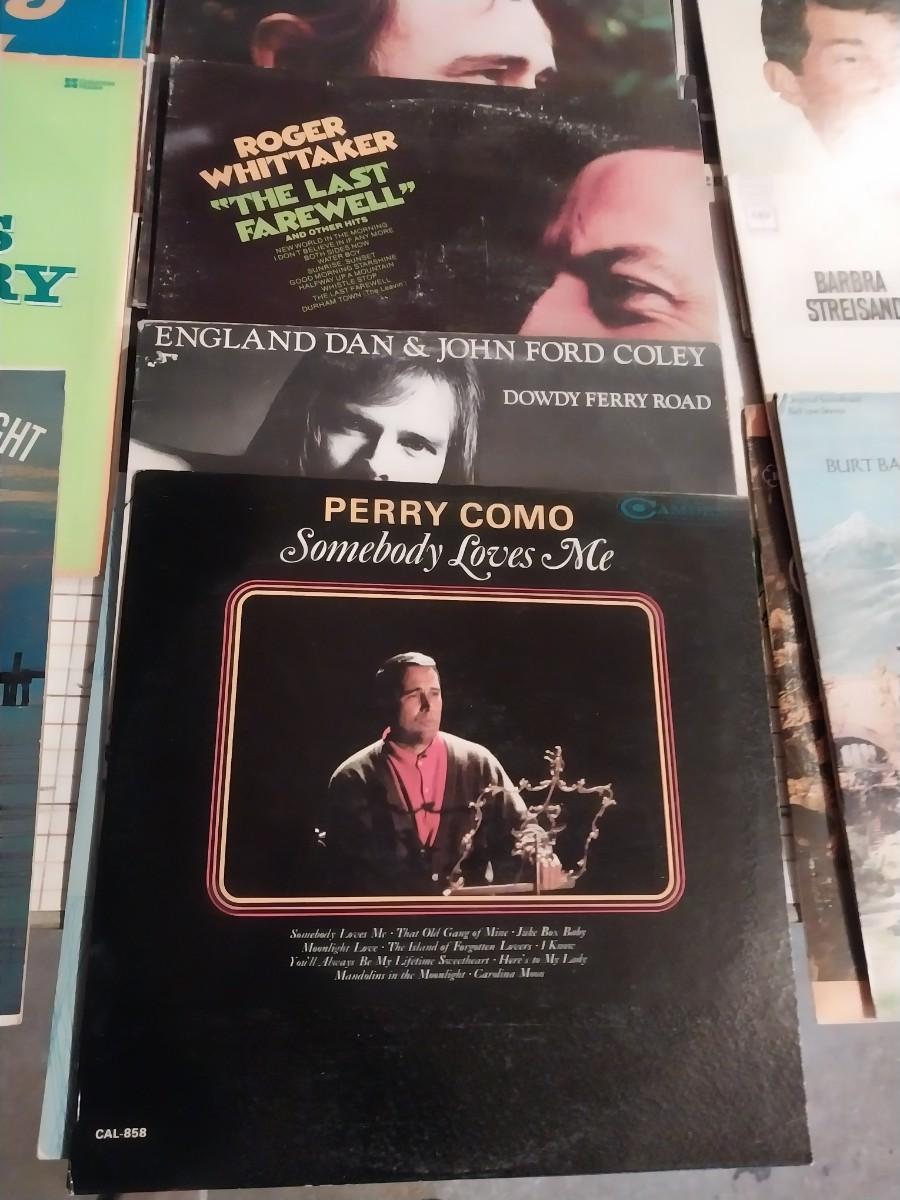 ROGER
WHITTAKER
"THE LAST
FAREWELL"
AND OTHER HITS
NEW WORLD IN THE MORNING
I DON'T BELIEVE IN IF ANY MORE
BOTH SIDES NOW
WATER BOY
SUNRISE, SUNSET
GOOD MORNING STARSHINE
HALFWAY UP A MOUNTAIN
WHISTLE STOP
THE LAST FAREWELL
DURHAM TOWN (The Leavin')
ENGLAND DAN & JOHN FORD COLEY
DOWDY FERRY ROAD
PERRY COMO
CAMDEN
Somebody Loves Me
Somebody Loves Me · That Old Gang of Mine · Juke Box Baby
Moonlight Love · The Island of Forgotten Lovers · I Know
You'll Always Be My Lifetime Sweetheart · Here's to My Lady
Mandolins in the Moonlight · Carolina Moon
CAL-858
S
RY
GHT
BARBRA
STREISAND
BURT BA